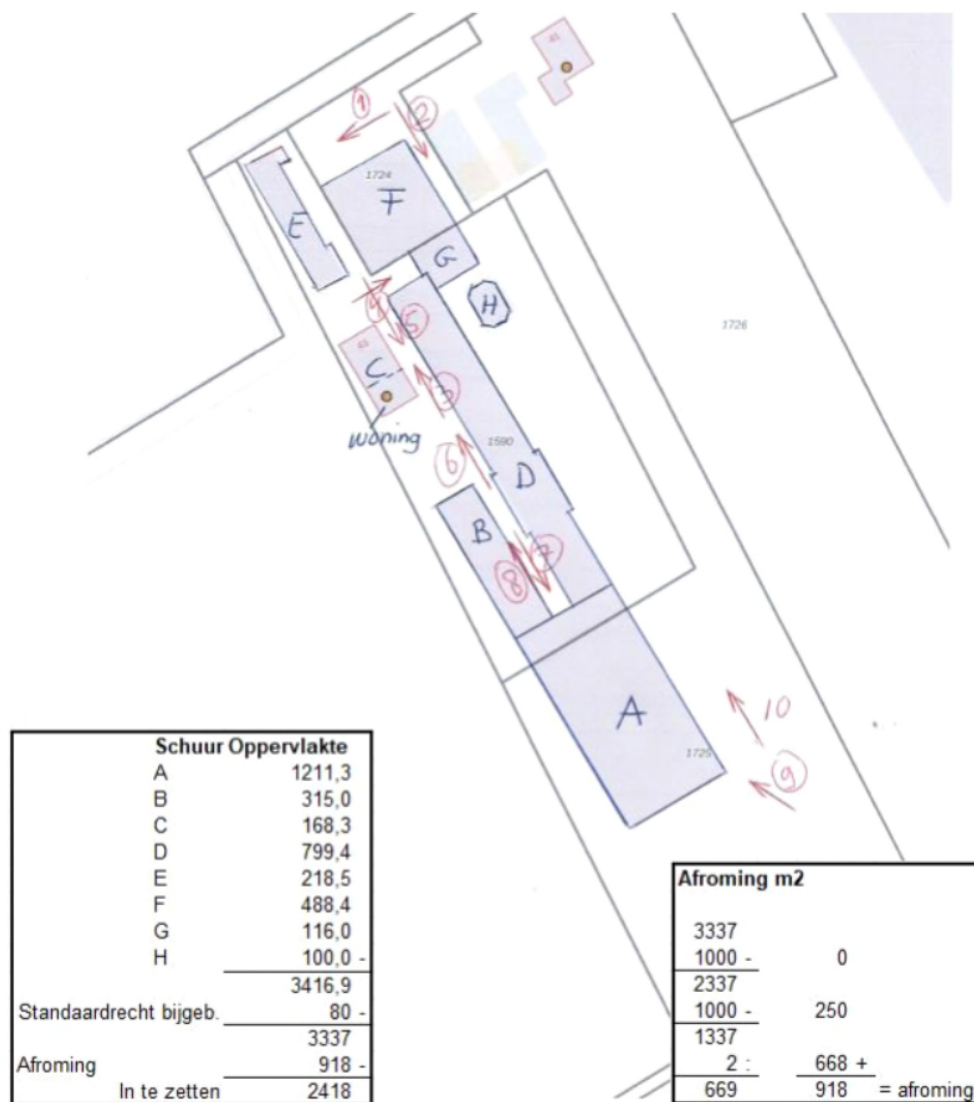 41
1
2
1724
F
E
G
H
4
5
43
C
1726
3
woning
1590
6
D
B
7
8
A
10
1725
9
Schuur Oppervlakte
A 1211,3
B 315,0
C 168,3
D 799,4
E 218,5
F 488,4
G 116,0
H 100,0 -
3416,9
Standaardrecht bijgeb. 80 -
3337
Afroming 918 -
In te zetten 2418
Afroming m2
3337
1000 - 0
2337
1000 - 250
1337
2 : 668 +
669 918 = afroming